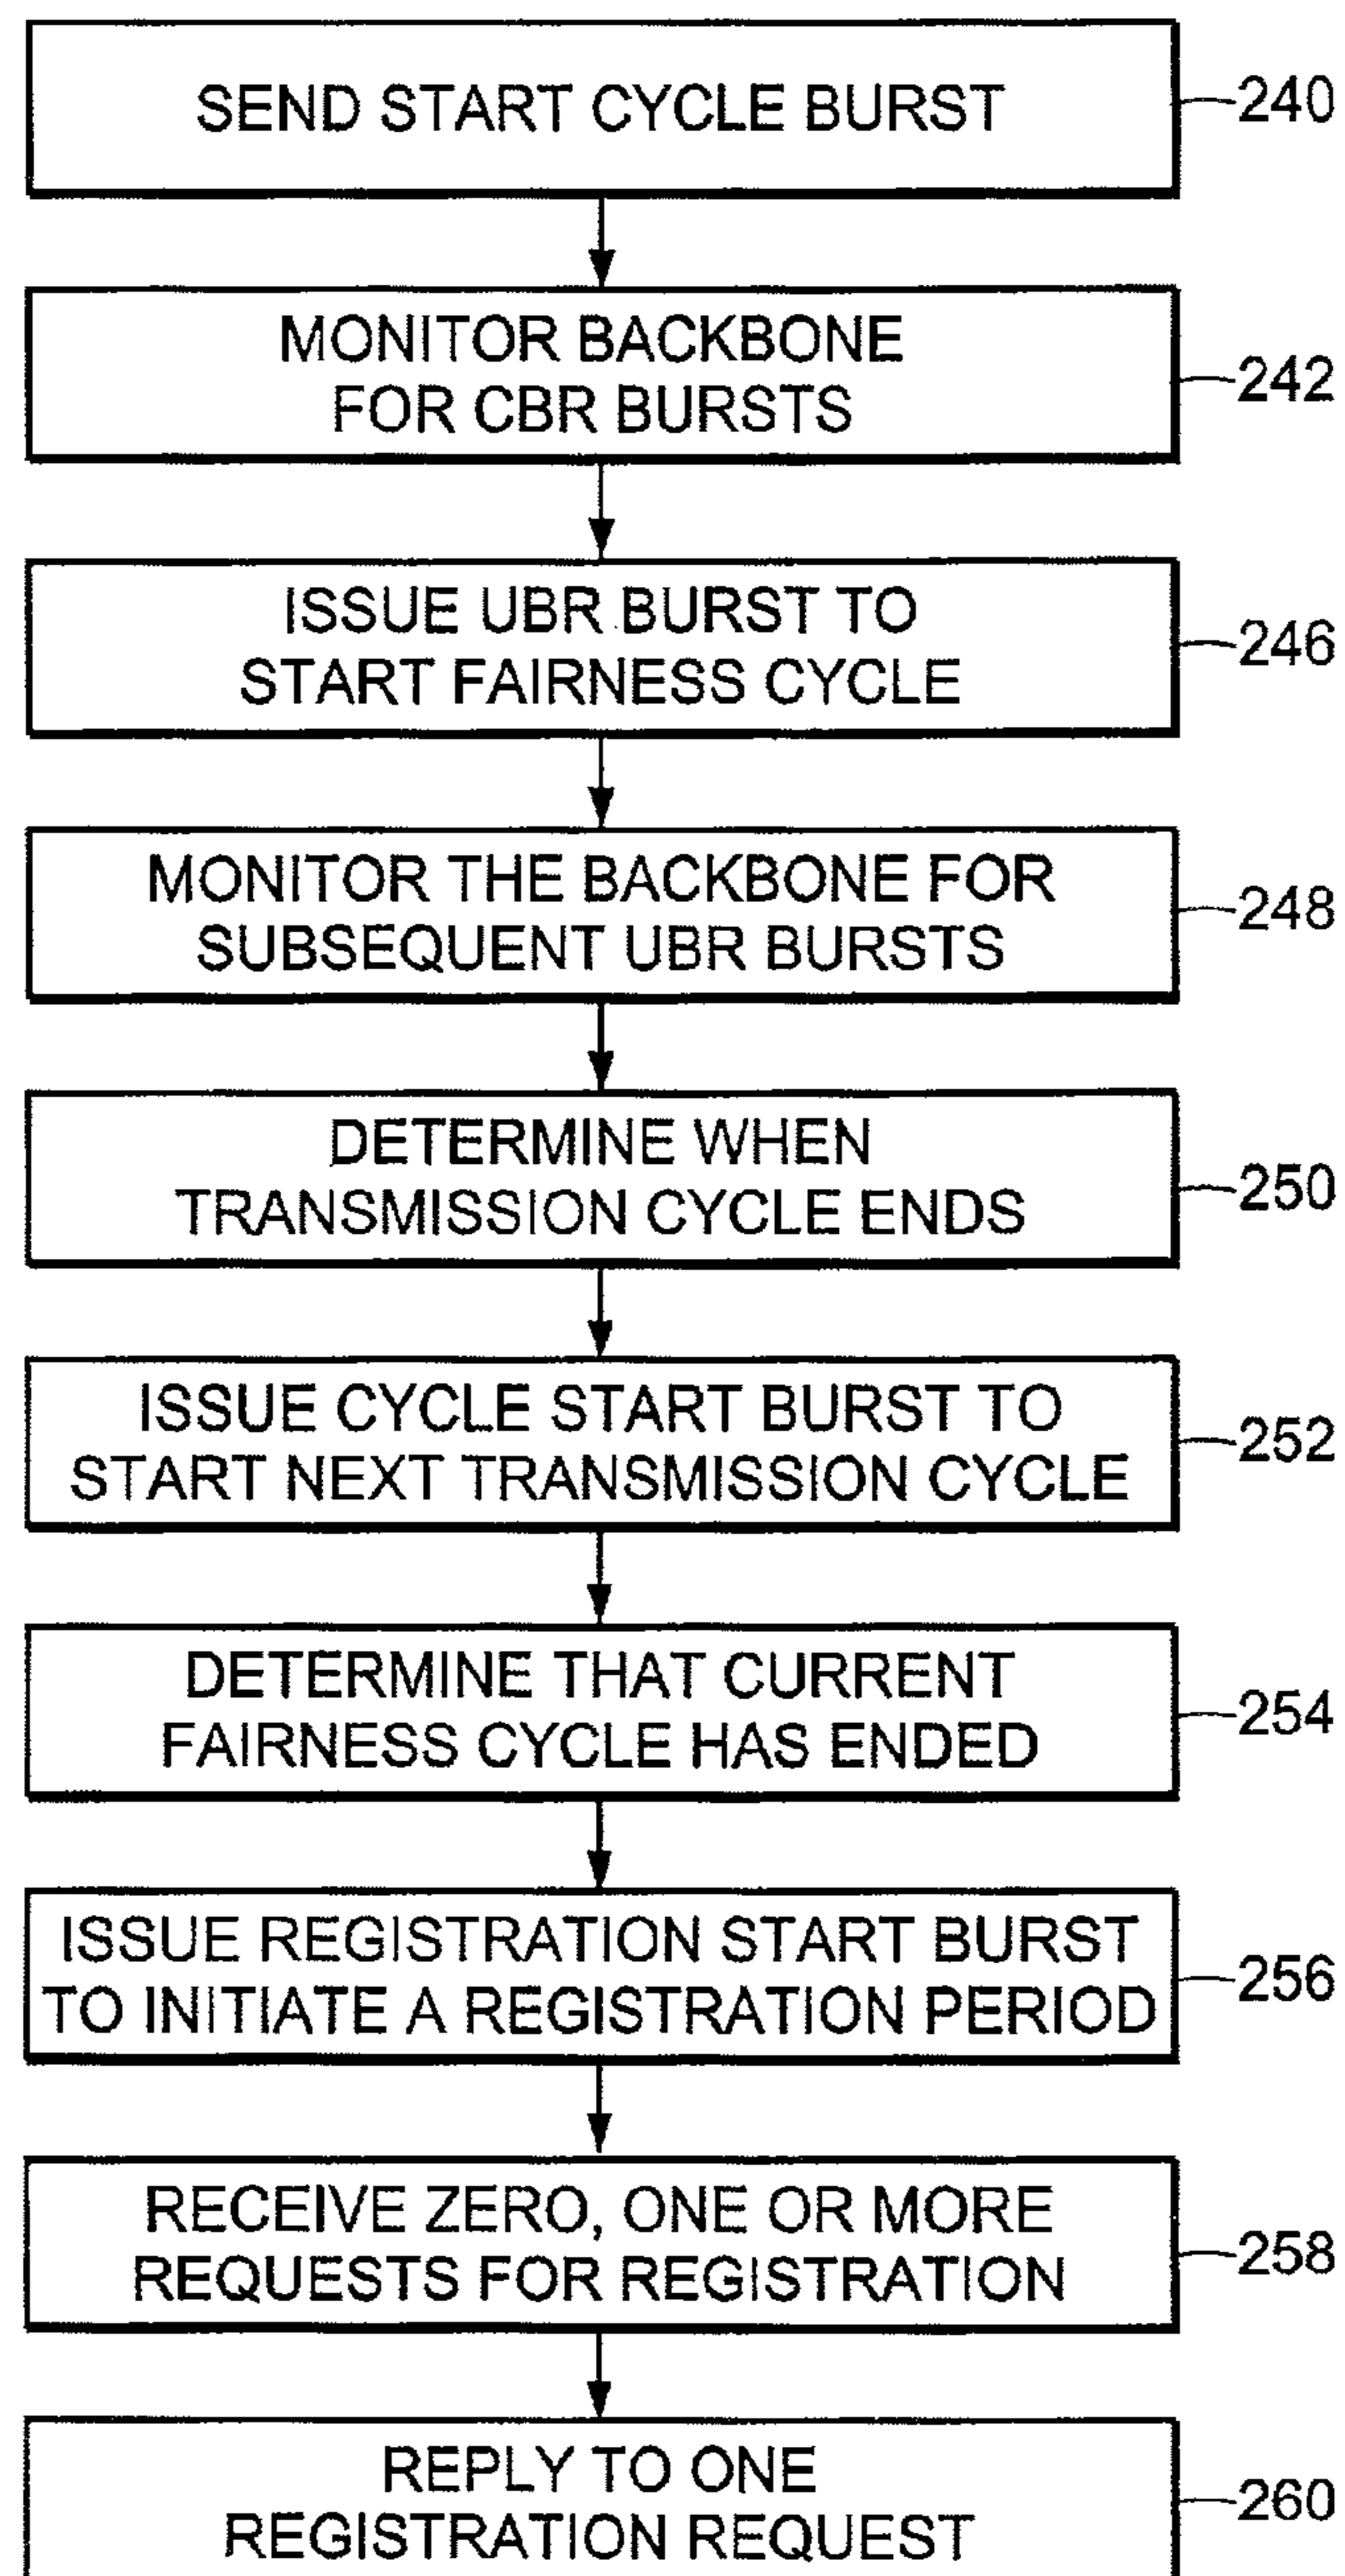 SEND START CYCLE BURST
240
MONITOR BACKBONE
FOR CBR BURSTS
242
ISSUE UBR BURST TO
START FAIRNESS CYCLE
246
MONITOR THE BACKBONE FOR
SUBSEQUENT UBR BURSTS
248
DETERMINE WHEN
TRANSMISSION CYCLE ENDS
250
ISSUE CYCLE START BURST TO
START NEXT TRANSMISSION CYCLE
252
DETERMINE THAT CURRENT
FAIRNESS CYCLE HAS ENDED
254
ISSUE REGISTRATION START BURST
TO INITIATE A REGISTRATION PERIOD
256
RECEIVE ZERO, ONE OR MORE
REQUESTS FOR REGISTRATION
258
REPLY TO ONE
REGISTRATION REQUEST
260